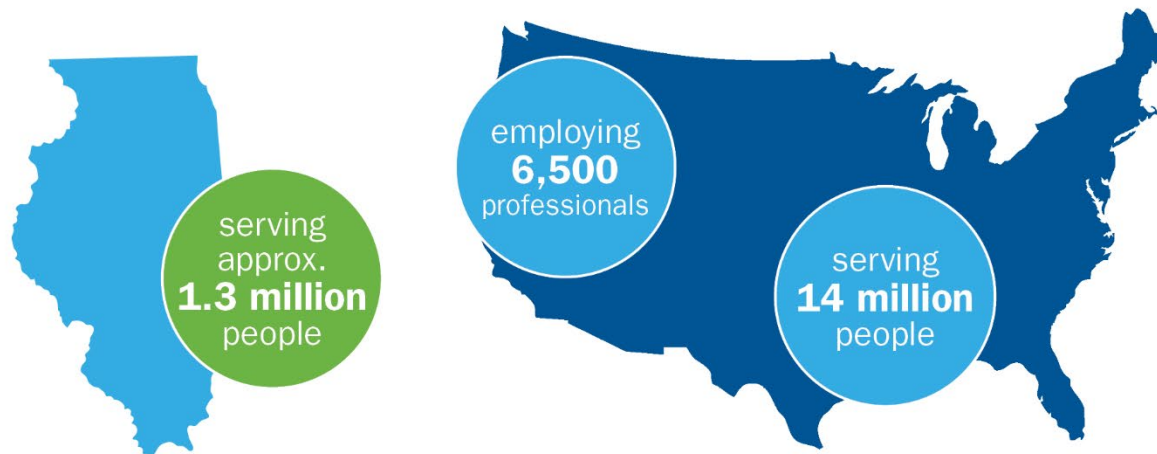 serving
approx.
1.3 million
people
employing
6,500
professionals
serving
14 million
people